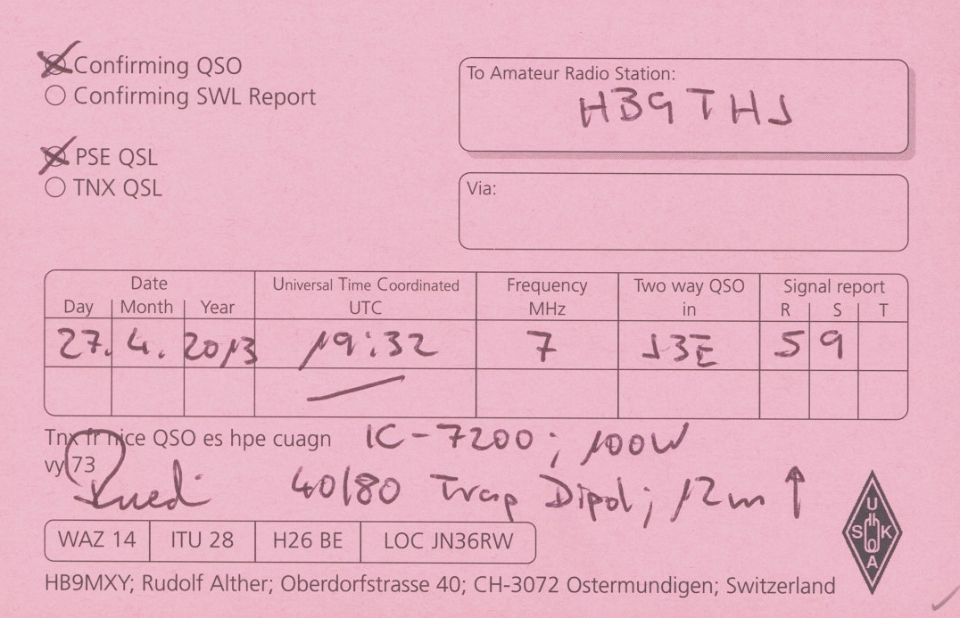 Confirming QSO
Confirming SWL Report
PSE QSL
TNX QSL
To Amateur Radio Station:
HB9THJ
Via:
Date Universal Time Coordinated Frequency Two way QSO Signal report
Day Month Year UTC MHz in R S T
27. 4. 2013 19:32 7 J3E 5 9
Tnx fr nice QSO es hpe cuagn IC-7200; 100W
vy 73
Ruedi 40/80 Trap Dipol; 12m ↑
WAZ 14 ITU 28 H26 BE LOC JN36RW
USKA
HB9MXY; Rudolf Alther; Oberdorfstrasse 40; CH-3072 Ostermundigen; Switzerland